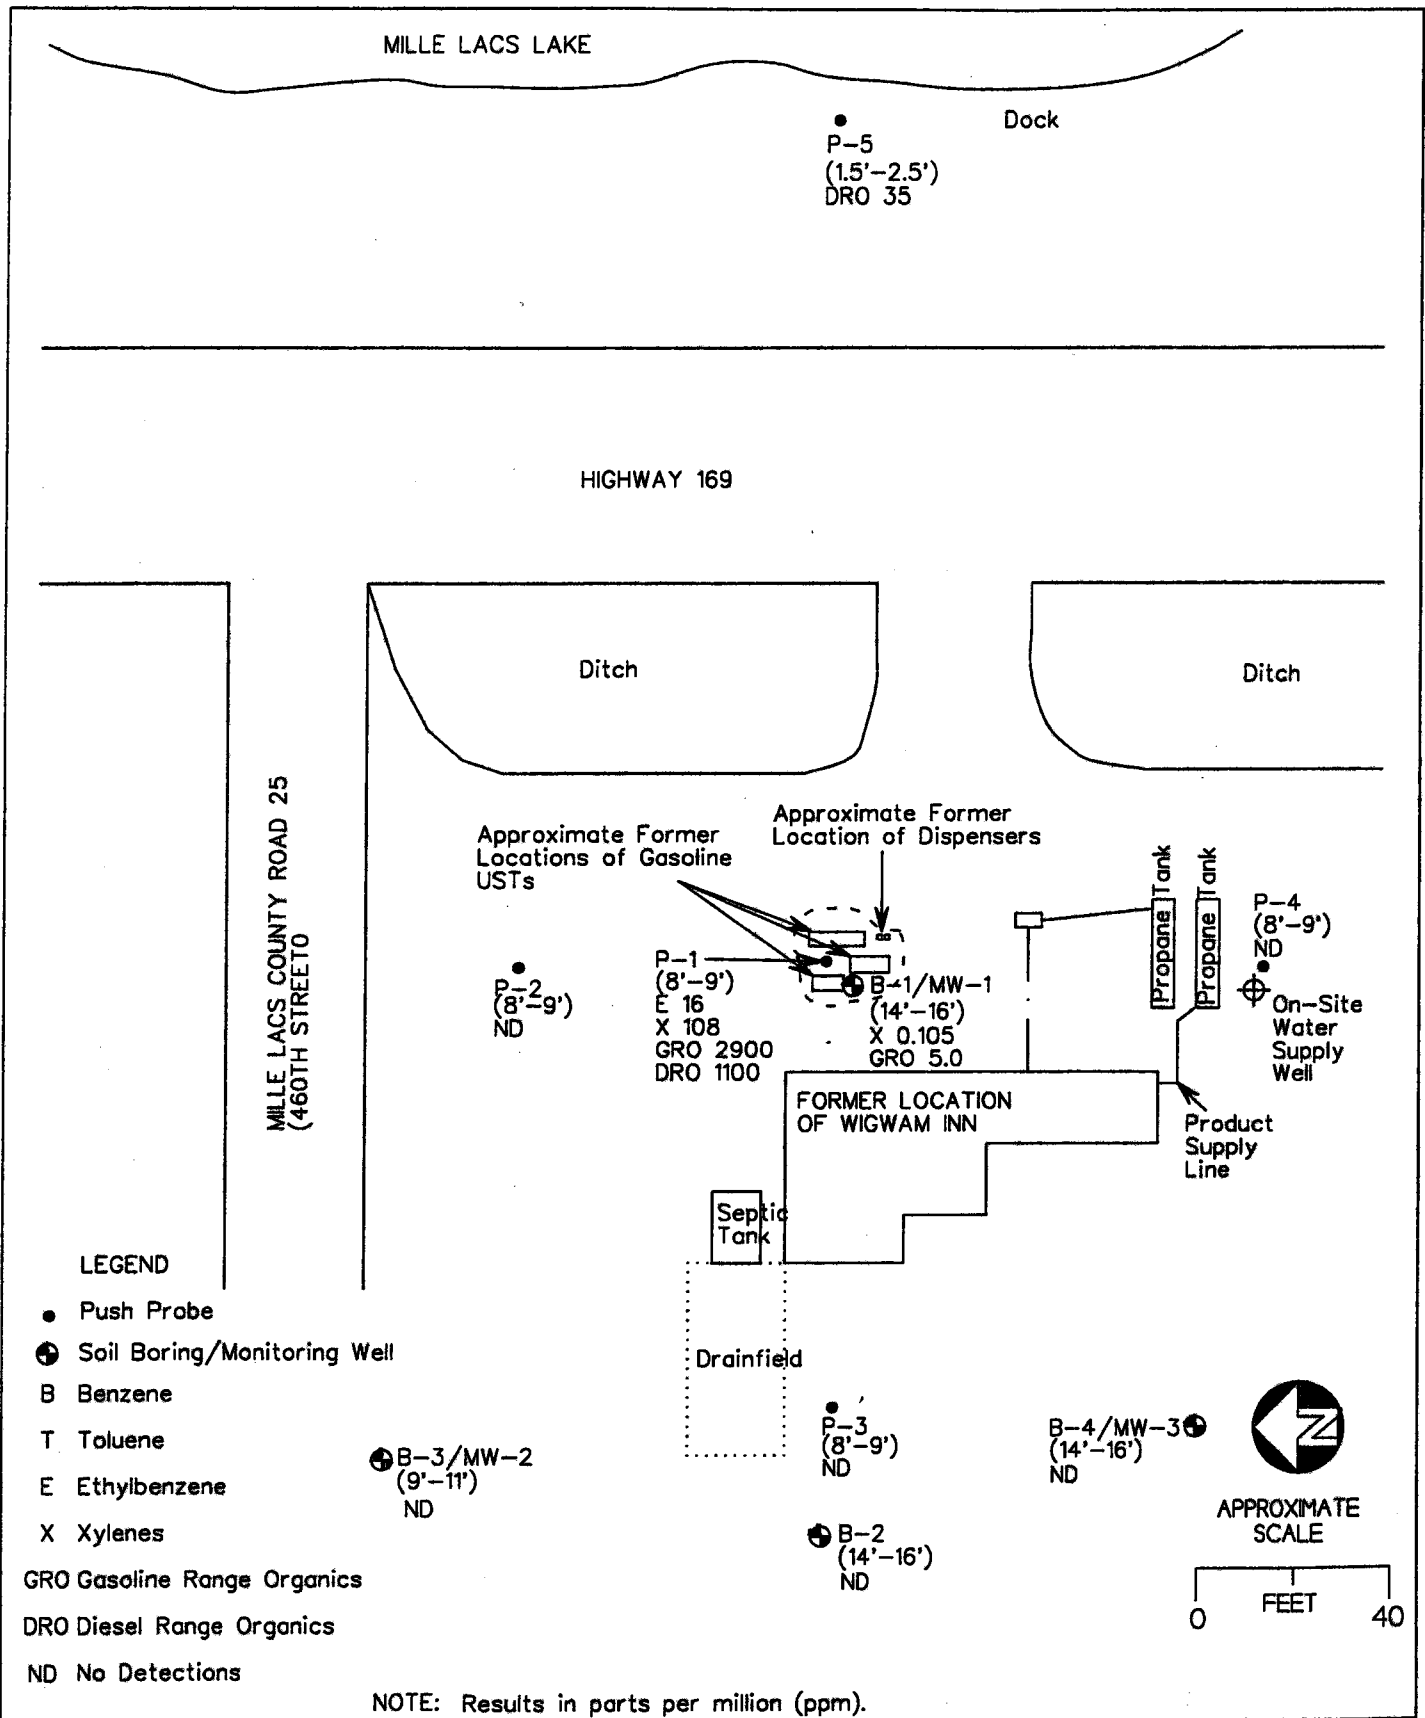 MILLE LACS LAKE
Dock
P-5
(1.5'-2.5')
DRO 35
HIGHWAY 169
Ditch
Ditch
MILLE LACS COUNTY ROAD 25
(460TH STREETO
Approximate Former
Locations of Gasoline
USTs
Approximate Former
Location of Dispensers
Propane Tank
Propane Tank
P-4
(8'-9')
ND
P-2
(8'-9')
ND
P-1
(8'-9')
E 16
X 108
GRO 2900
DRO 1100
B-1/MW-1
(14'-16')
X 0.105
GRO 5.0
On-Site
Water
Supply
Well
FORMER LOCATION
OF WIGWAM INN
Product
Supply
Line
Septic
Tank
Drainfield
P-3
(8'-9')
ND
B-4/MW-3
(14'-16')
ND
B-3/MW-2
(9'-11')
ND
B-2
(14'-16')
ND
LEGEND
Push Probe
Soil Boring/Monitoring Well
B Benzene
T Toluene
E Ethylbenzene
X Xylenes
GRO Gasoline Range Organics
DRO Diesel Range Organics
ND No Detections
N
APPROXIMATE
SCALE
0 FEET 40
NOTE: Results in parts per million (ppm).